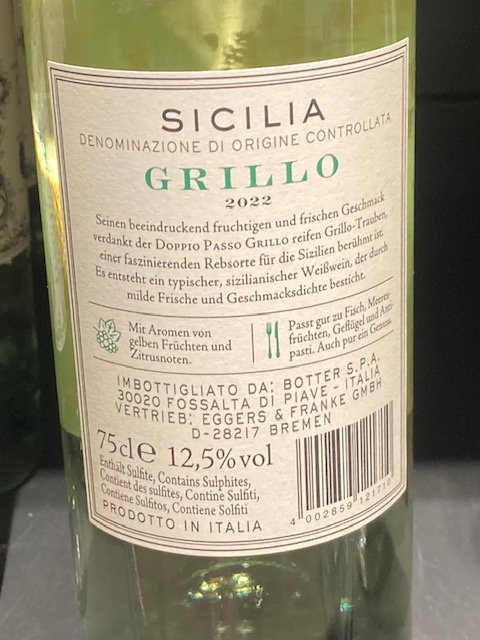 SICILIA
DENOMINAZIONE DI ORIGINE CONTROLLATA
GRILLO
2022
Seinen beeindruckend fruchtigen und frischen Geschmack
verdankt der DOPPIO PASSO GRILLO reifen Grillo-Trauben,
einer faszinierenden Rebsorte für die Sizilien berühmt ist.
Es entsteht ein typischer, sizilianischer Weißwein, der durch
milde Frische und Geschmacksdichte besticht.
Mit Aromen von
gelben Früchten und
Zitrusnoten.
Passt gut zu Fisch, Meeres-
früchten, Geflügel und Anti-
pasti. Auch pur ein Genuss.
IMBOTTIGLIATO DA: BOTTER S.P.A.
30020 FOSSALTA DI PIAVE - ITALIA
VERTRIEB: EGGERS & FRANKE GMBH
D-28217 BREMEN
75cle 12,5%vol
Enthält Sulfite, Contains Sulphites,
Contient des sulfites, Contine Sulfiti,
Contiene Sulfitos, Contiene Solfiti
PRODOTTO IN ITALIA
4 002859 121710